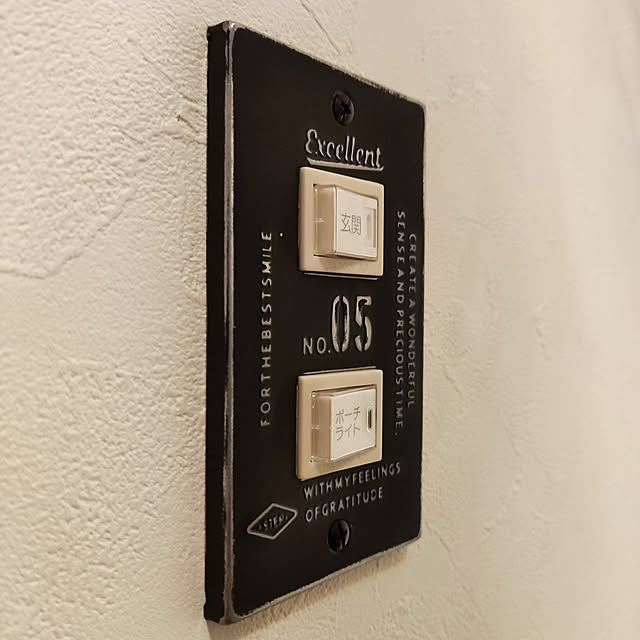 Excellent
玄関
FORTHEBESTSMILE
CREATE A WONDERFUL
SENSE AND PRECIOUS TIME.
NO.05
ポーチ
ライト
WITHMYFEELINGS
OFGRATITUDE